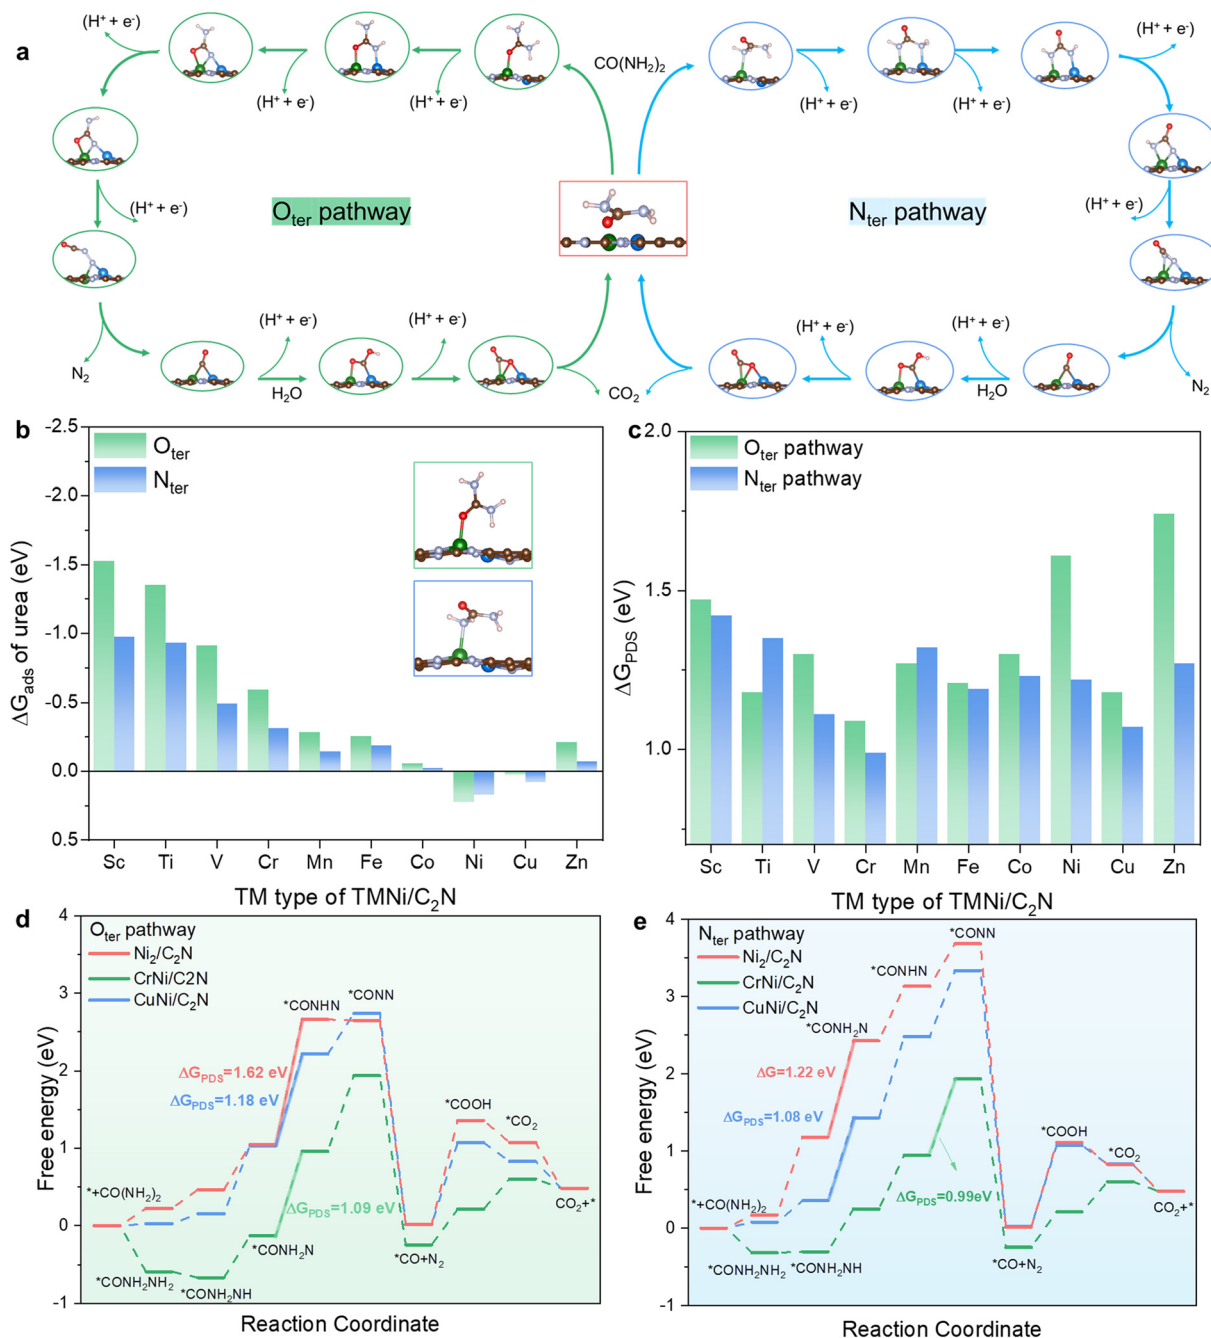 a
(H⁺ + e⁻)
(H⁺ + e⁻)
(H⁺ + e⁻)
CO(NH₂)₂
(H⁺ + e⁻)
(H⁺ + e⁻)
(H⁺ + e⁻)
(H⁺ + e⁻)
Oter pathway
Nter pathway
(H⁺ + e⁻)
N₂
(H⁺ + e⁻)
H₂O
(H⁺ + e⁻)
CO₂
(H⁺ + e⁻)
(H⁺ + e⁻)
H₂O
N₂
b
-2.5
-2.0
-1.5
-1.0
-0.5
0.0
0.5
ΔGads of urea (eV)
Oter
Nter
Sc Ti V Cr Mn Fe Co Ni Cu Zn
TM type of TMNi/C₂N
c
2.0
1.5
1.0
ΔGPDS (eV)
Oter pathway
Nter pathway
Sc Ti V Cr Mn Fe Co Ni Cu Zn
TM type of TMNi/C₂N
d
4
3
2
1
0
-1
Free energy (eV)
Oter pathway
Ni₂/C₂N
CrNi/C2N
CuNi/C₂N
*CONHN
*CONN
ΔGPDS=1.62 eV
ΔGPDS=1.18 eV
*COOH
*CO₂
*+CO(NH₂)₂
ΔGPDS=1.09 eV
CO₂+*
*CONH₂N
*CO+N₂
*CONH₂NH₂
*CONH₂NH
Reaction Coordinate
e
4
3
2
1
0
-1
Free energy (eV)
Nter pathway
Ni₂/C₂N
CrNi/C₂N
CuNi/C₂N
*CONN
*CONHN
*CONH₂N
ΔG=1.22 eV
ΔGPDS=1.08 eV
*COOH
*CO₂
ΔGPDS=0.99eV
*+CO(NH₂)₂
CO₂+*
*CONH₂NH₂
*CONH₂NH
*CO+N₂
Reaction Coordinate